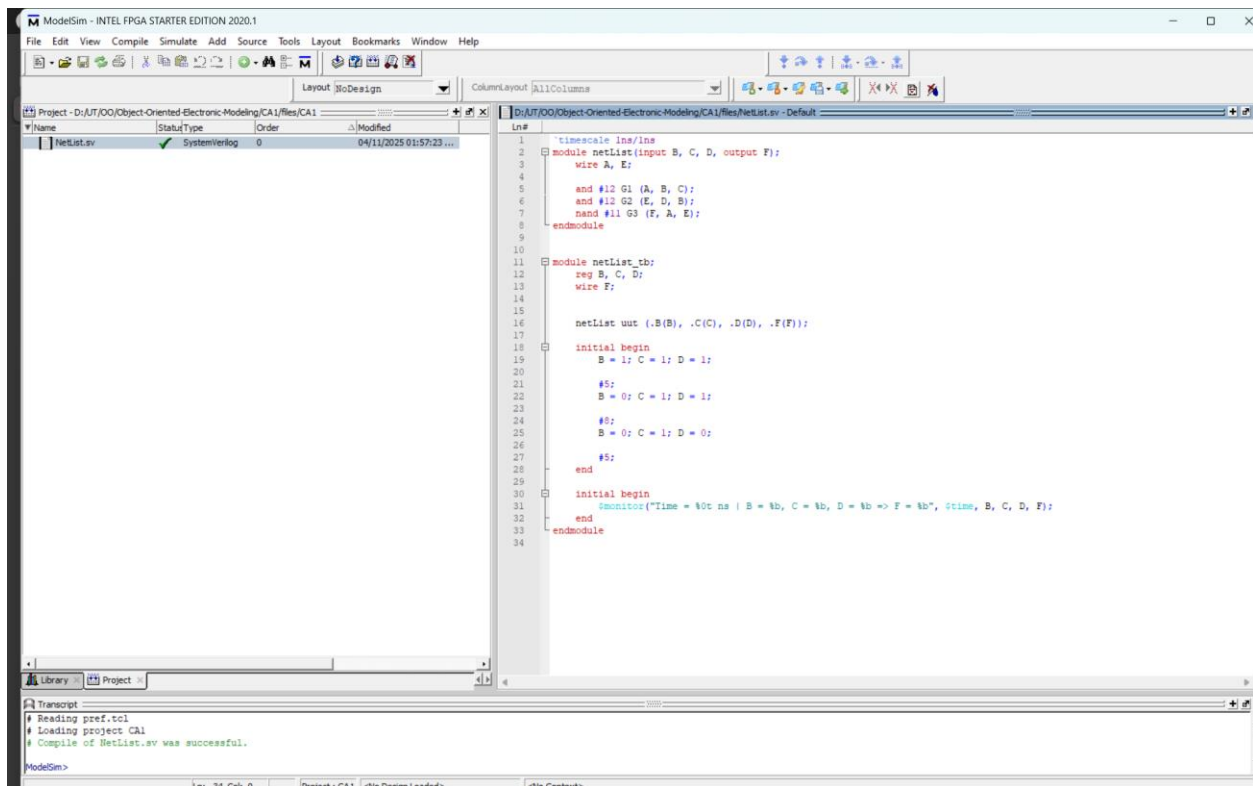 ModelSim - INTEL FPGA STARTER EDITION 2020.1
File Edit View Compile Simulate Add Source Tools Layout Bookmarks Window Help
Layout NoDesign
ColumnLayout AllColumns
Project - D:/UT/OO/Object-Oriented-Electronic-Modeling/CA1/files/CA1
Name Status Type Order Modified
NetList.sv SystemVerilog 0 04/11/2025 01:57:23 ...
Library Project
D:/UT/OO/Object-Oriented-Electronic-Modeling/CA1/files/NetList.sv - Default
Ln#
1 `timescale 1ns/1ns
2 module netList(input B, C, D, output F);
3 wire A, E;
4
5 and #12 G1 (A, B, C);
6 and #12 G2 (E, D, B);
7 nand #11 G3 (F, A, E);
8 endmodule
9
10
11 module netList_tb;
12 reg B, C, D;
13 wire F;
14
15
16 netList uut (.B(B), .C(C), .D(D), .F(F));
17
18 initial begin
19 B = 1; C = 1; D = 1;
20
21 #5;
22 B = 0; C = 1; D = 1;
23
24 #8;
25 B = 0; C = 1; D = 0;
26
27 #5;
28 end
29
30 initial begin
31 $monitor("Time = %0t ns | B = %b, C = %b, D = %b => F = %b", $time, B, C, D, F);
32 end
33 endmodule
34
Transcript
# Reading pref.tcl
# Loading project CA1
# Compile of NetList.sv was successful.
ModelSim>
Project : CA1 <No Design Loaded> <No Context>